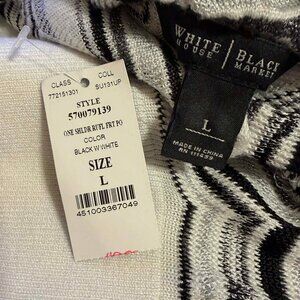 CLASS COLL
772151301 SU131UP
STYLE
570079139
ONE SHLDR RUFL FRT PO
COLOR
BLACK W WHITE
SIZE
L
451003367049
WHITE | BLACK
HOUSE | MARKET
L
MADE IN CHINA